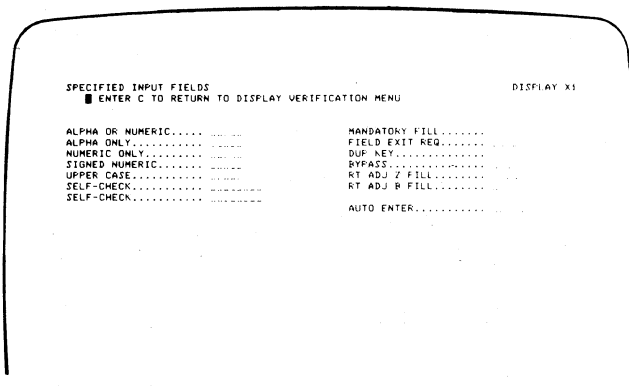 SPECIFIED INPUT FIELDS DISPLAY X1
ENTER C TO RETURN TO DISPLAY VERIFICATION MENU
ALPHA OR NUMERIC..... MANDATORY FILL.......
ALPHA ONLY........... FIELD EXIT REQ.......
NUMERIC ONLY......... DUP KEY..............
SIGNED NUMERIC....... BYPASS...............
UPPER CASE........... RT ADJ Z FILL........
SELF-CHECK........... RT ADJ B FILL........
SELF-CHECK...........
AUTO ENTER...........